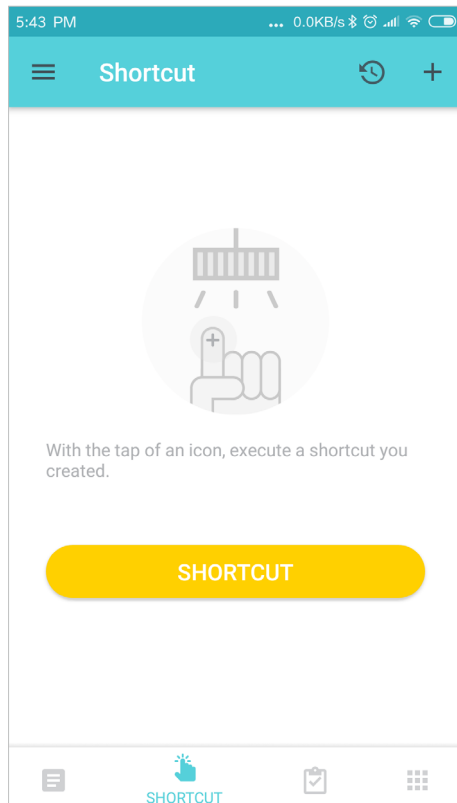 5:43 PM ... 0.0KB/s
Shortcut
With the tap of an icon, execute a shortcut you
created.
SHORTCUT
SHORTCUT